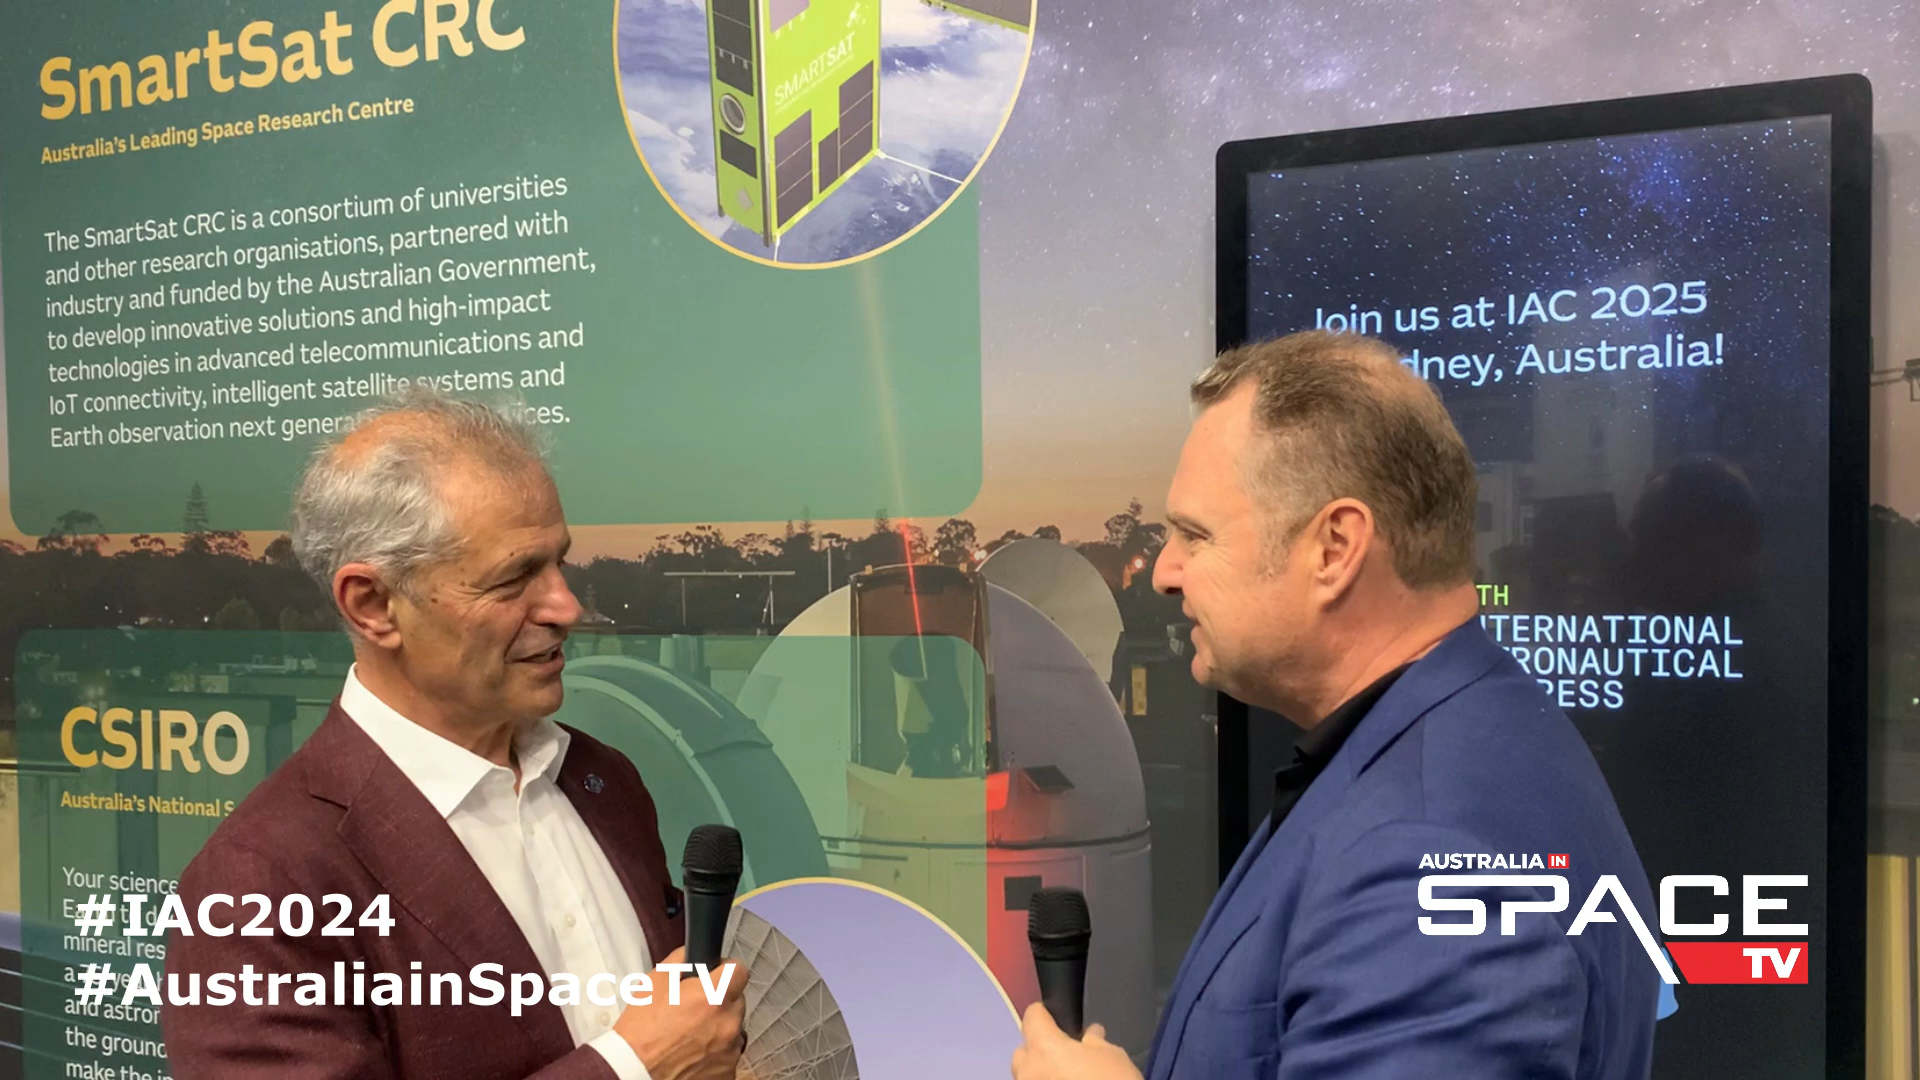 SmartSat CRC
Australia's Leading Space Research Centre
The SmartSat CRC is a consortium of universities
and other research organisations, partnered with
industry and funded by the Australian Government,
to develop innovative solutions and high-impact
technologies in advanced telecommunications and
IoT connectivity, intelligent satellite systems and
Earth observation next
SMARTSAT
Join us at IAC 2025
Australia!
TH
CSIRO
Australia's National
Your science
mineral
the ground
make the
#IAC2024
#AustraliainSpaceTV
AUSTRALIA IN
SPACE
TV